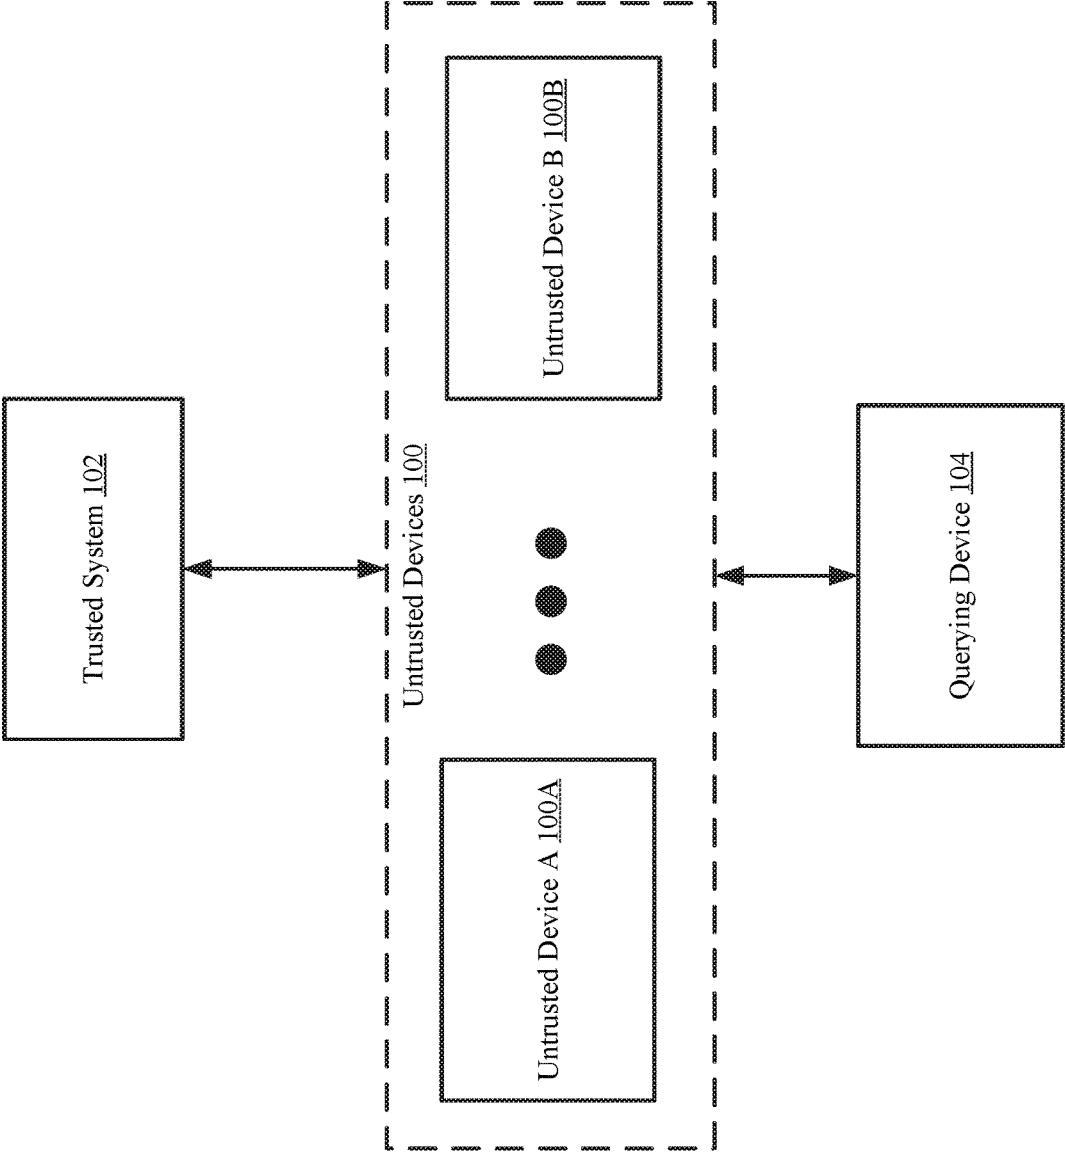 Trusted System 102
Untrusted Devices 100
Untrusted Device A 100A
Untrusted Device B 100B
Querying Device 104